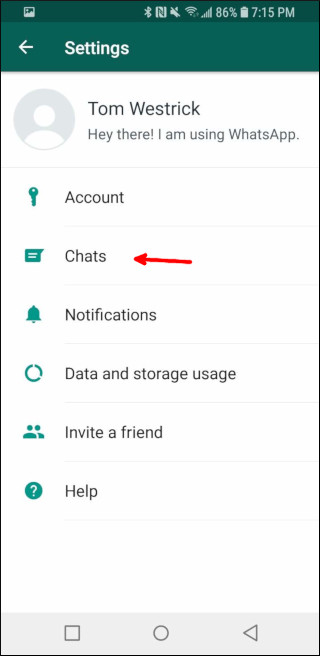 86% 7:15 PM
Settings
Tom Westrick
Hey there! I am using WhatsApp.
Account
Chats
Notifications
Data and storage usage
Invite a friend
Help